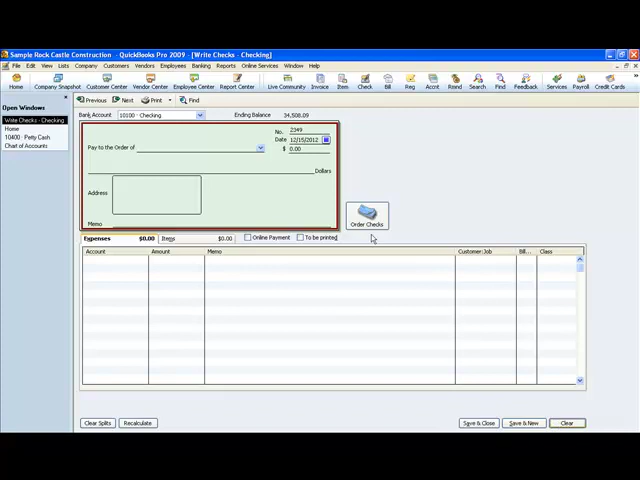 Sample Rock Castle Construction - QuickBooks Pro 2009 - [Write Checks - Checking]
File Edit View Lists Company Customers Vendors Employees Banking Reports Online Services Window Help
Home Company Snapshot Customer Center Vendor Center Employee Center Report Center Live Community Invoice Item Check Bill Reg Accnt Rmnd Search Find Feedback Services Payroll Credit Cards
Open Windows
Write Checks - Checking
Home
10400 · Petty Cash
Chart of Accounts
Previous Next Print Find
Bank Account 10100 · Checking Ending Balance 34,508.09
No. 2349
Date 12/15/2012
Pay to the Order of $ 0.00
Dollars
Address
Memo
Order Checks
Expenses $0.00 Items $0.00 Online Payment To be printed
Account Amount Memo Customer:Job Bill... Class
Clear Splits Recalculate Save & Close Save & New Clear